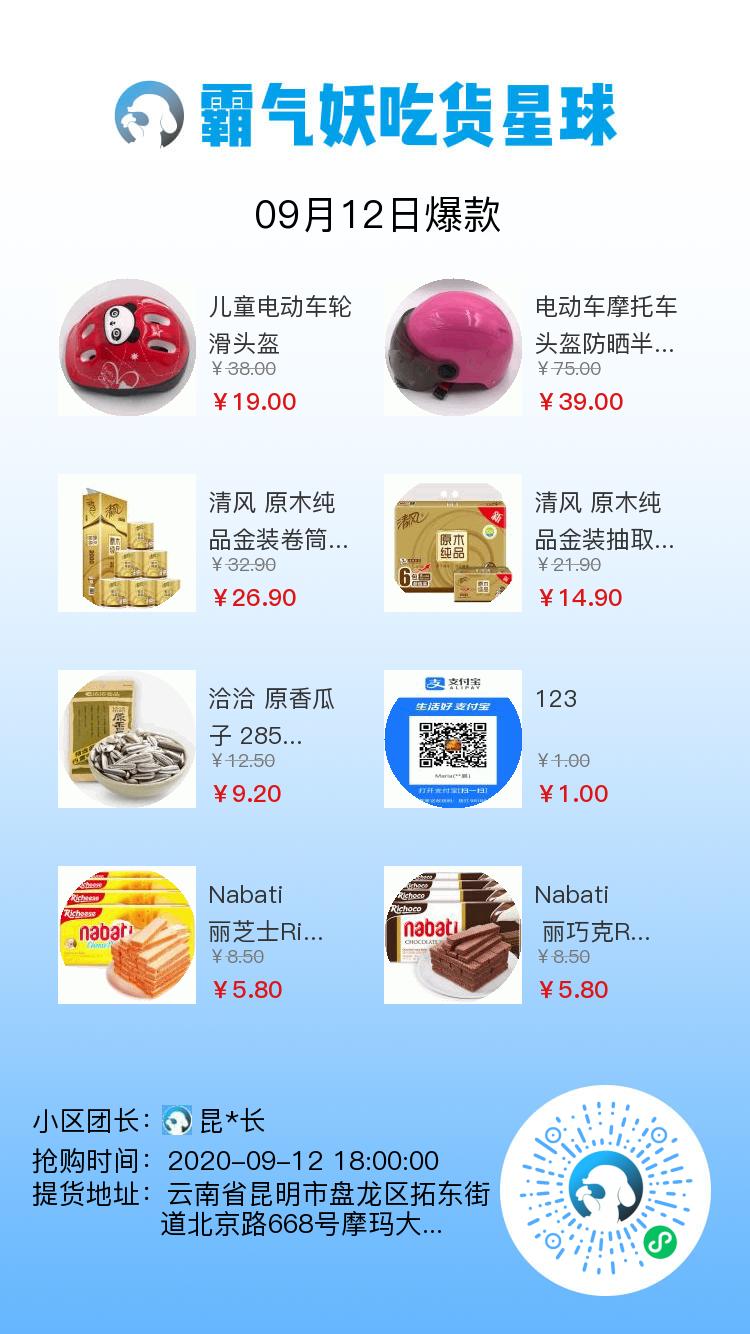 霸气妖吃货星球
09月12日爆款
儿童电动车轮
滑头盔
￥38.00
￥19.00
电动车摩托车
头盔防晒半...
￥75.00
￥39.00
清风 原木纯
品金装卷筒...
￥32.90
￥26.90
清风
原木
纯品
新
6包
清风 原木纯
品金装抽取...
￥21.90
￥14.90
洽洽 原香瓜
子 285...
￥12.50
￥9.20
支付宝
ALIPAY
生活好 支付宝
打开支付宝[扫一扫]
123
￥1.00
￥1.00
Richeese
Richeese
nabati
Nabati
丽芝士Ri...
￥8.50
￥5.80
Richoco
Richoco
nabati
CHOCOLATE
Nabati
丽巧克R...
￥8.50
￥5.80
小区团长：昆*长
抢购时间：2020-09-12 18:00:00
提货地址：云南省昆明市盘龙区拓东街
道北京路668号摩玛大...